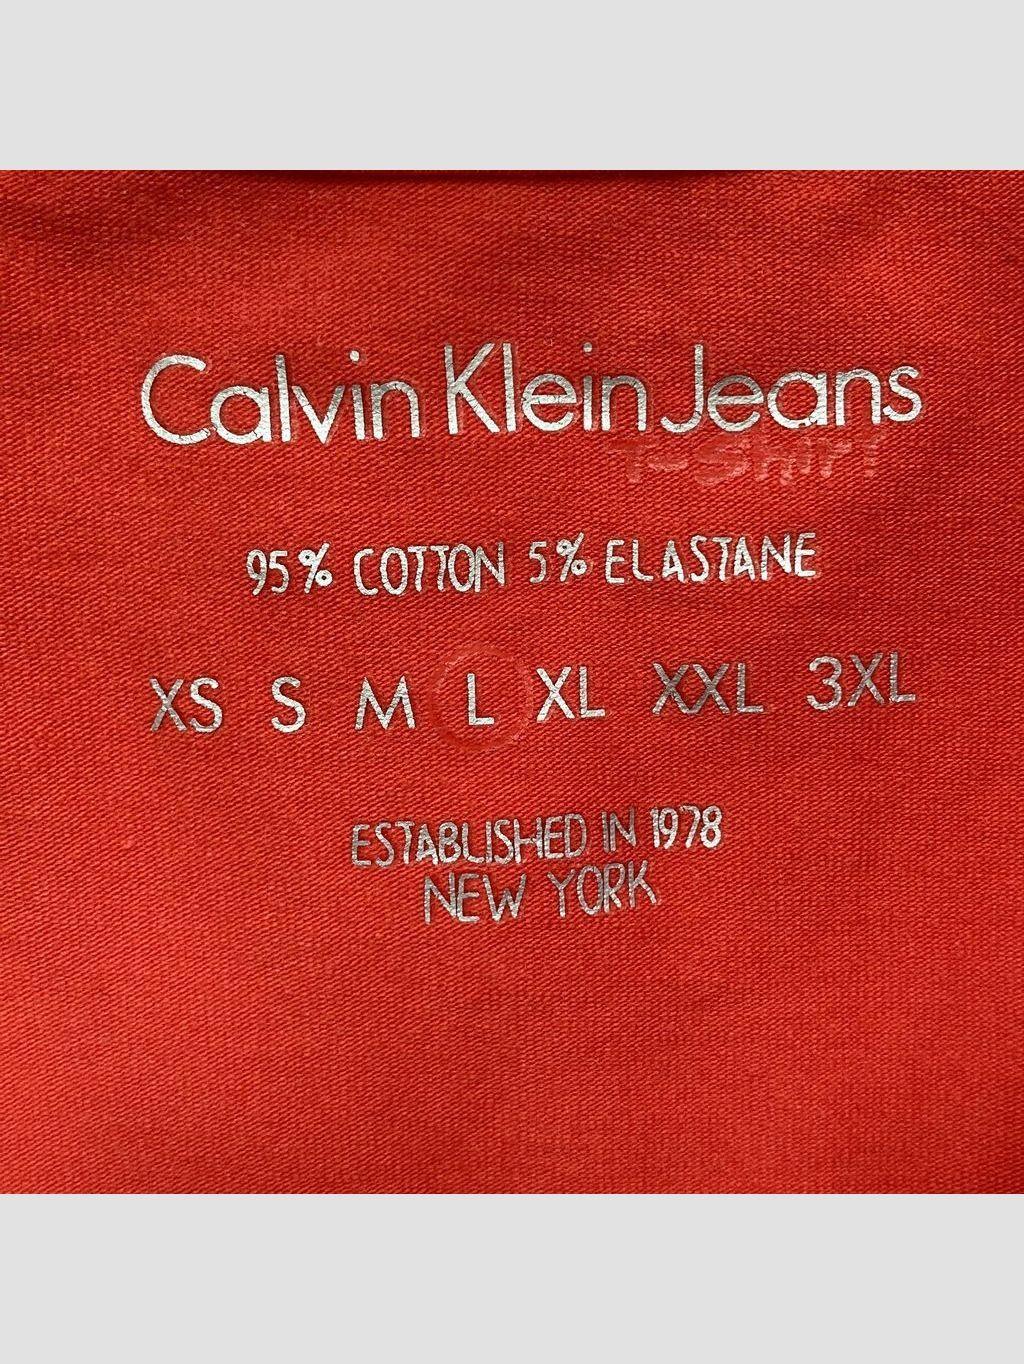 Calvin Klein Jeans
T-SHIRT
95% COTTON 5% ELASTANE
XS S M L XL XXL 3XL
ESTABLISHED IN 1978
NEW YORK